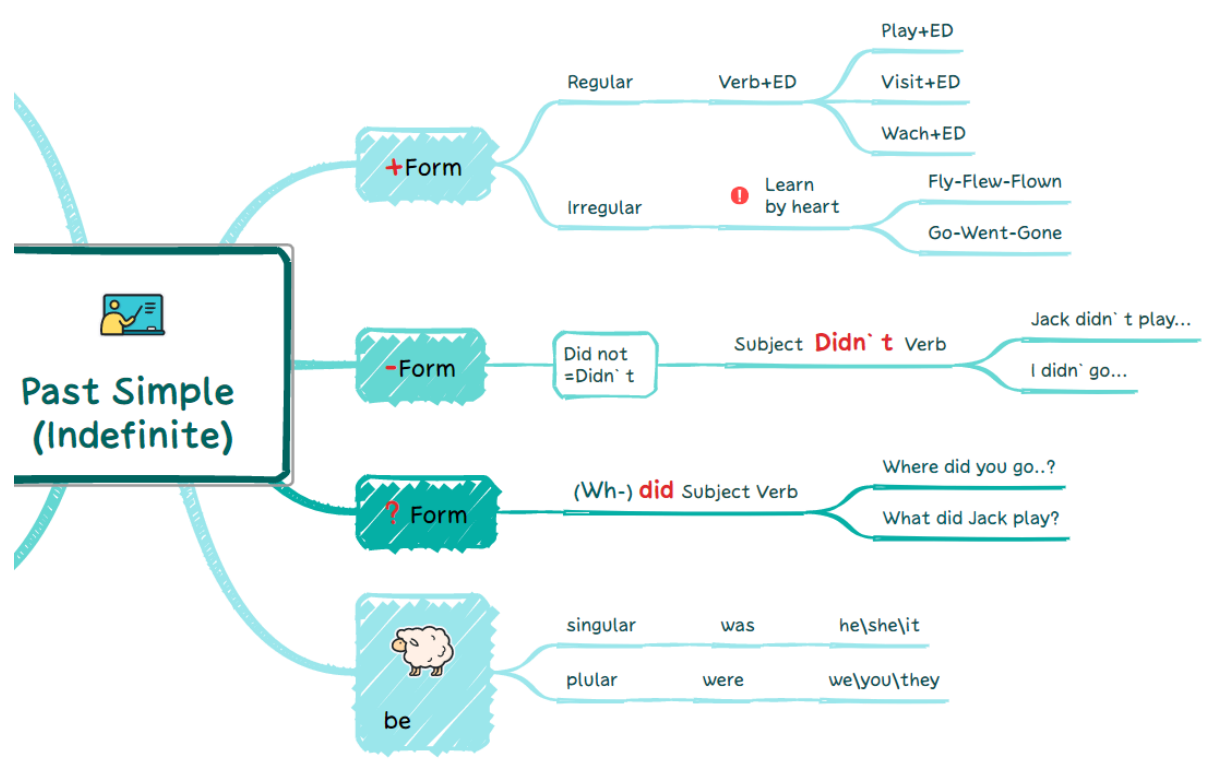 Past Simple
(Indefinite)
+Form
Regular
Verb+ED
Play+ED
Visit+ED
Wach+ED
Irregular
Learn
by heart
Fly-Flew-Flown
Go-Went-Gone
-Form
Did not
=Didn`t
Subject Didn`t Verb
Jack didn`t play...
I didn` go...
? Form
(Wh-) did Subject Verb
Where did you go..?
What did Jack play?
be
singular
was
he\she\it
plular
were
we\you\they